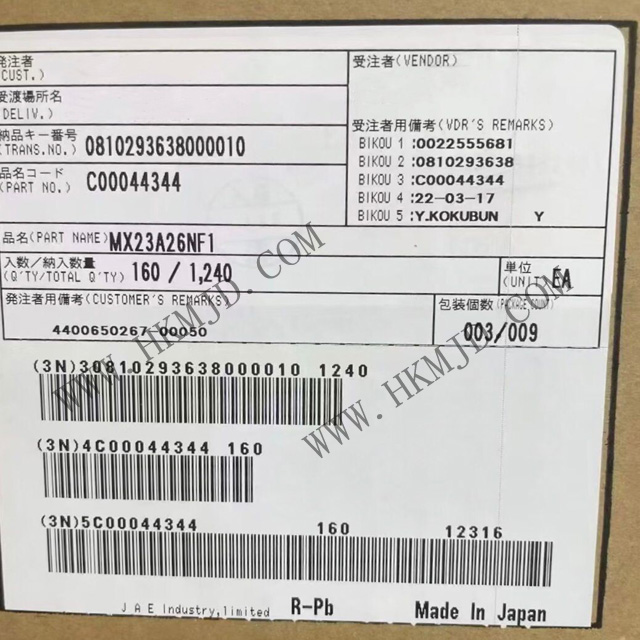 発注者
(CUST.)
受渡場所名
(DELIV.)
納品キー番号
(TRANS.NO.) 0810293638000010
品名コード
(PART NO.) C00044344
受注者(VENDOR)
受注者用備考(VDR'S REMARKS)
BIKOU 1 :0022555681
BIKOU 2 :0810293638
BIKOU 3 :C00044344
BIKOU 4 :22-03-17
BIKOU 5 :Y.KOKUBUN Y
品名(PART NAME) MX23A26NF1
入数/納入数量
(Q'TY/TOTAL Q'TY) 160 / 1,240
単位
(UNIT) EA
発注者用備考(CUSTOMER'S REMARKS)
4400650267 00050
包装個数(PACKAGE COUNT)
003/009
(3N)30810293638000010 1240
(3N)4C00044344 160
(3N)5C00044344 160 12316
J A E Industry,limited R-Pb Made In Japan
WWW.HKMJD.COM
WWW.HKMJD.COM